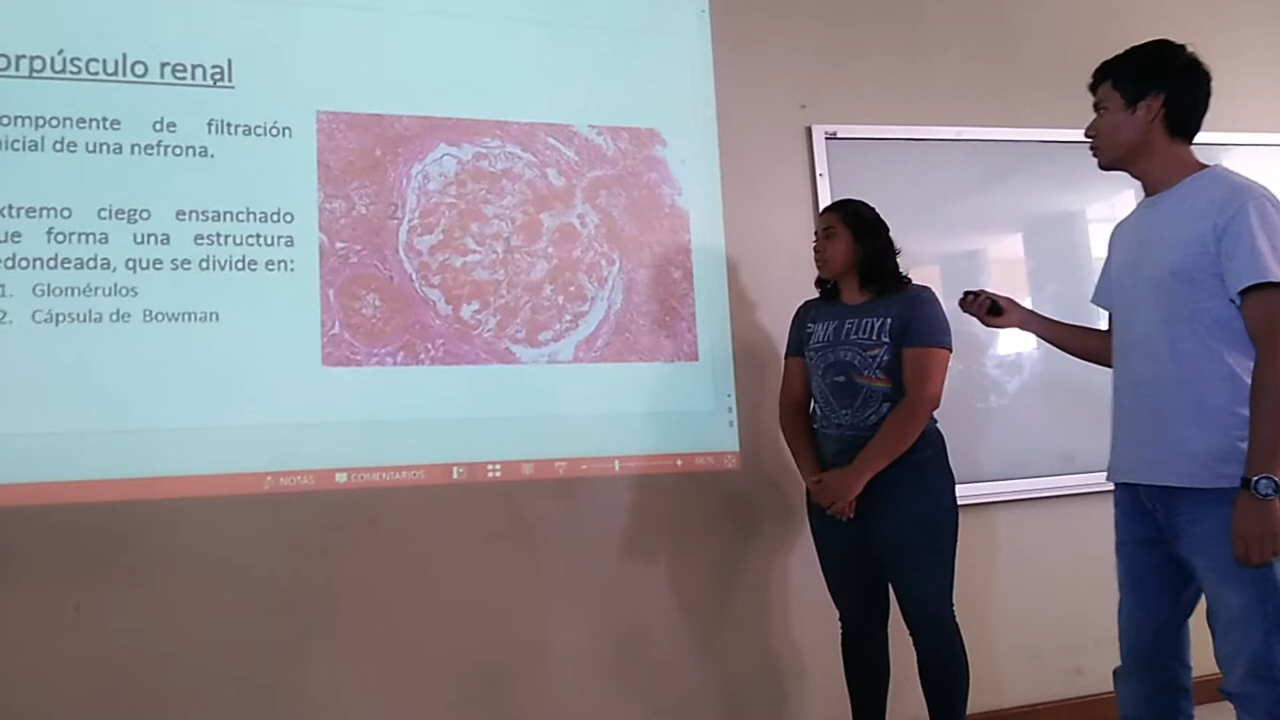 orpúsculo renal
omponente de filtración
nicial de una nefrona.
xtremo ciego ensanchado
ue forma una estructura
edondeada, que se divide en:
1. Glomérulos
2. Cápsula de Bowman
2
NOTAS COMENTARIOS
PINK FLOYD